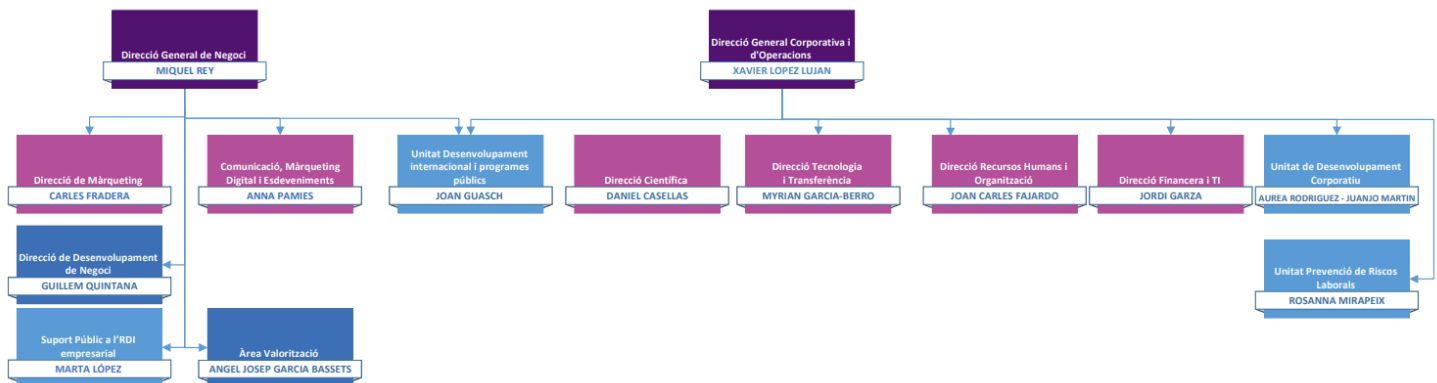 Direcció General de Negoci
MIQUEL REY
Direcció General Corporativa i
d'Operacions
XAVIER LOPEZ LUJAN
Direcció de Màrqueting
CARLES FRADERA
Comunicació, Màrqueting
Digital i Esdeveniments
ANNA PAMIES
Unitat Desenvolupament
internacional i programes
públics
JOAN GUASCH
Direcció Científica
DANIEL CASELLAS
Direcció Tecnologia
i Transferència
MYRIAN GARCIA-BERRO
Direcció Recursos Humans i
Organització
JOAN CARLES FAJARDO
Direcció Financera i TI
JORDI GARZA
Unitat de Desenvolupament
Corporatiu
AUREA RODRIGUEZ - JUANJO MARTIN
Direcció de Desenvolupament
de Negoci
GUILLEM QUINTANA
Unitat Prevenció de Riscos
Laborals
ROSANNA MIRAPEIX
Suport Públic a l'RDI
empresarial
MARTA LÓPEZ
Àrea Valorització
ANGEL JOSEP GARCIA BASSETS